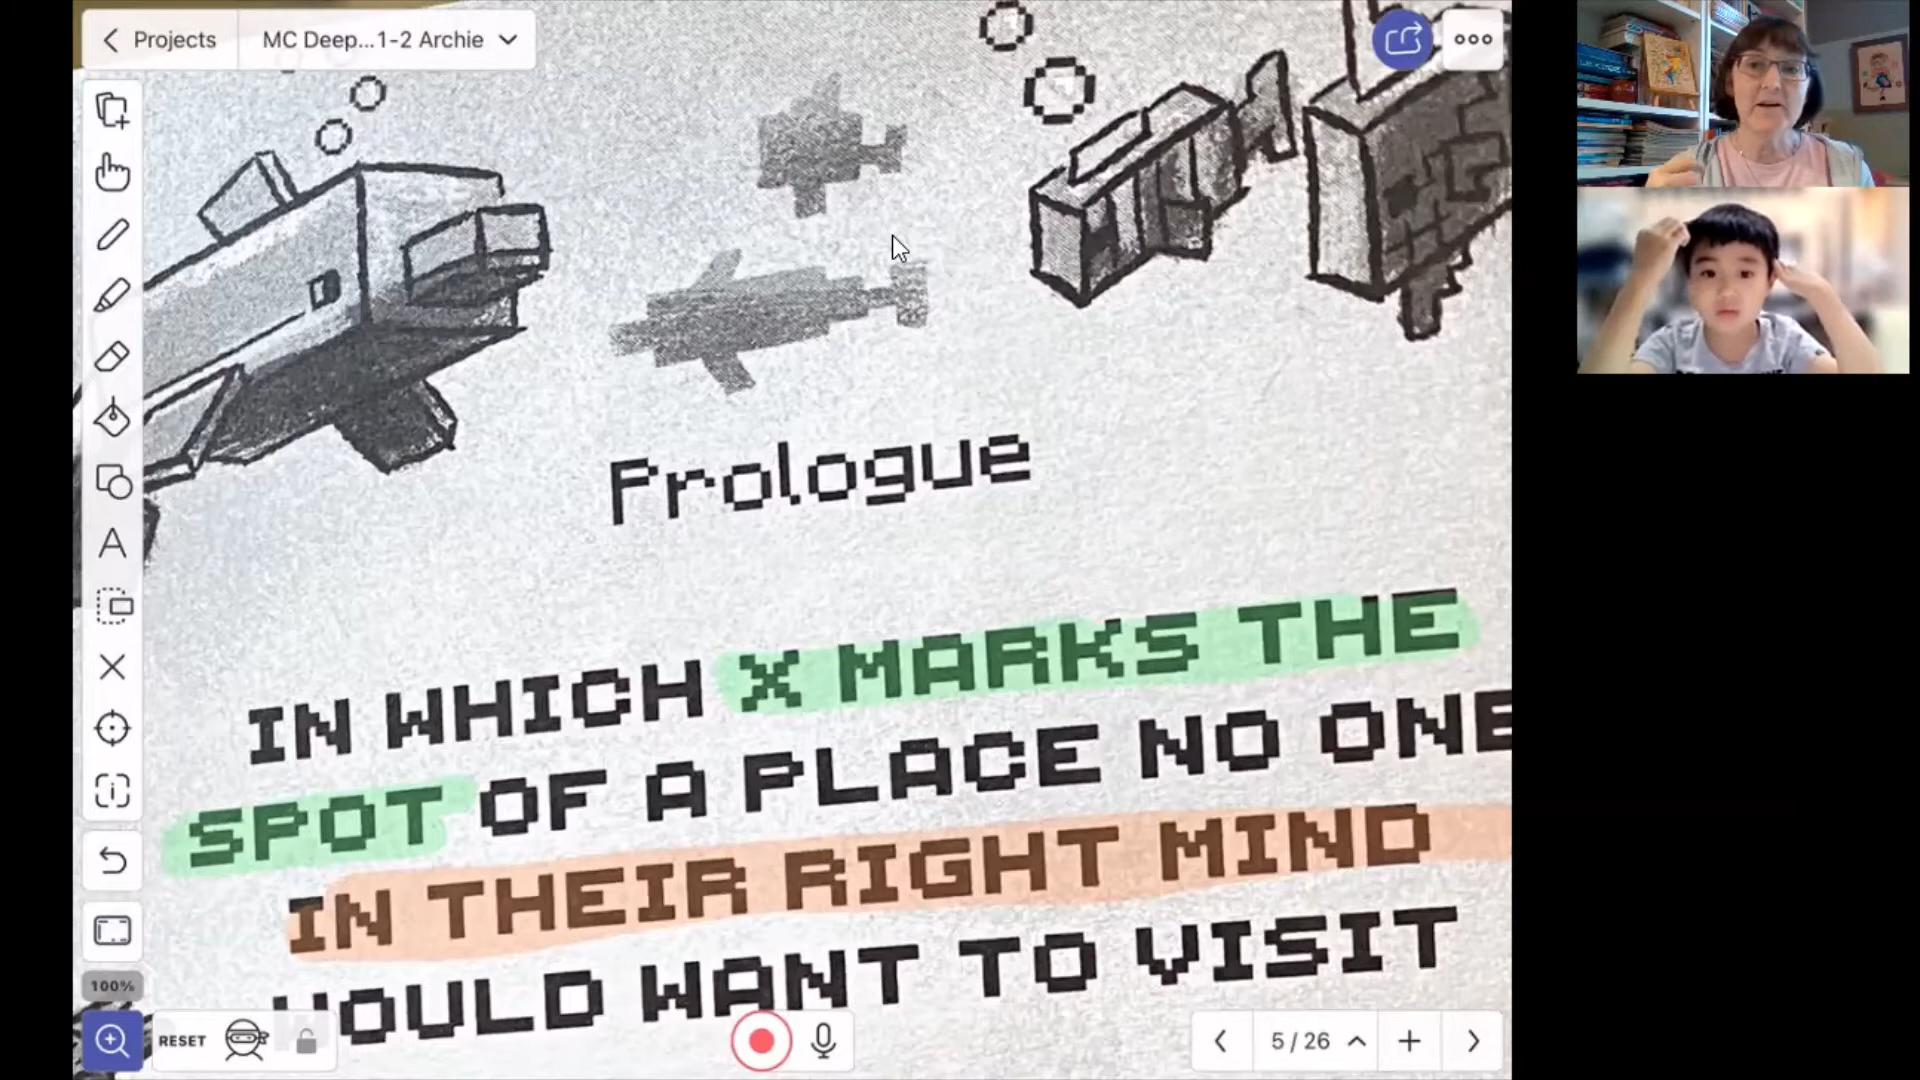 Projects
MC Deep...1-2 Archie
Prologue
IN WHICH X MARKS THE
SPOT OF A PLACE NO ONE
IN THEIR RIGHT MIND
WOULD WANT TO VISIT
A
100%
RESET
5 / 26